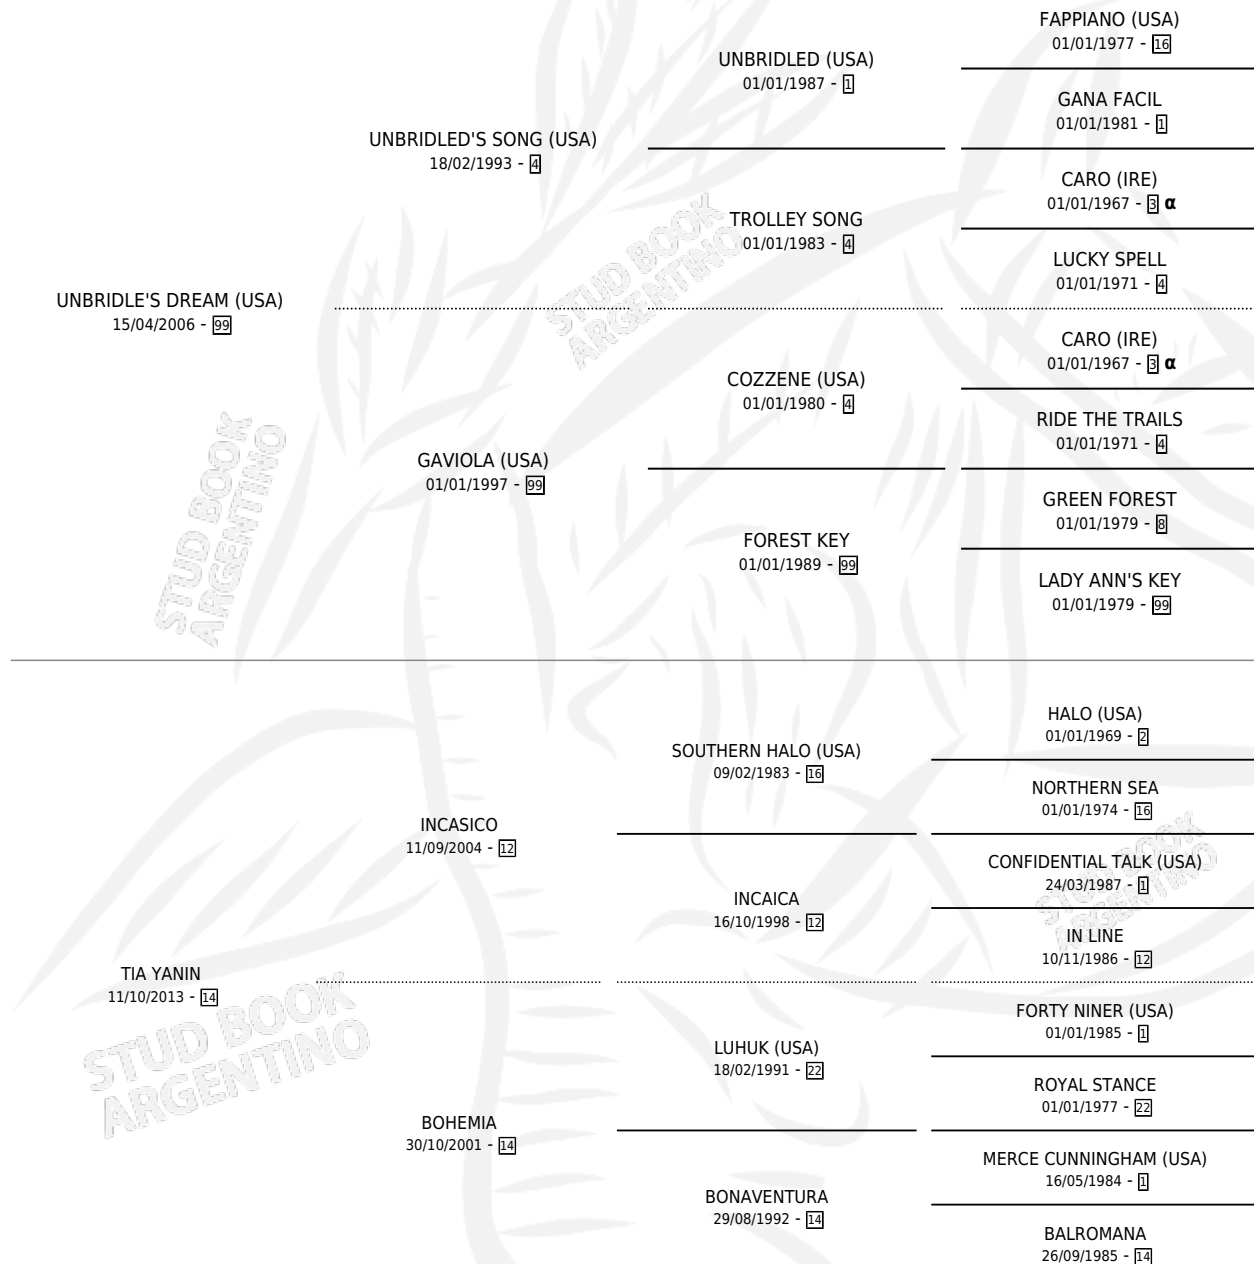 FAPPIANO (USA)
01/01/1977 - 16
UNBRIDLED (USA)
01/01/1987 - 1
GANA FACIL
01/01/1981 - 1
UNBRIDLED'S SONG (USA)
18/02/1993 - 4
CARO (IRE)
01/01/1967 - 3 α
TROLLEY SONG
01/01/1983 - 4
LUCKY SPELL
01/01/1971 - 4
UNBRIDLE'S DREAM (USA)
15/04/2006 - 99
CARO (IRE)
01/01/1967 - 3 α
COZZENE (USA)
01/01/1980 - 4
RIDE THE TRAILS
01/01/1971 - 4
GAVIOLA (USA)
01/01/1997 - 99
GREEN FOREST
01/01/1979 - 8
FOREST KEY
01/01/1989 - 99
LADY ANN'S KEY
01/01/1979 - 99
HALO (USA)
01/01/1969 - 2
SOUTHERN HALO (USA)
09/02/1983 - 16
NORTHERN SEA
01/01/1974 - 16
INCASICO
11/09/2004 - 12
CONFIDENTIAL TALK (USA)
24/03/1987 - 1
INCAICA
16/10/1998 - 12
IN LINE
10/11/1986 - 12
TIA YANIN
11/10/2013 - 14
FORTY NINER (USA)
01/01/1985 - 1
LUHUK (USA)
18/02/1991 - 22
ROYAL STANCE
01/01/1977 - 22
BOHEMIA
30/10/2001 - 14
MERCE CUNNINGHAM (USA)
16/05/1984 - 1
BONAVENTURA
29/08/1992 - 14
BALROMANA
26/09/1985 - 14
STUD BOOK
ARGENTINO
STUD BOOK
ARGENTINO
STUD BOOK
ARGENTINO
STUD BOOK
ARGENTINO